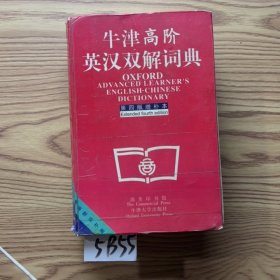 牛津高阶
英汉双解词典
OXFORD
ADVANCED LEARNER'S
ENGLISH-CHINESE
DICTIONARY
第四版增补本
Extended fourth edition
商务印书馆
The Commercial Press
牛津大学出版社
Oxford University Press
5B55